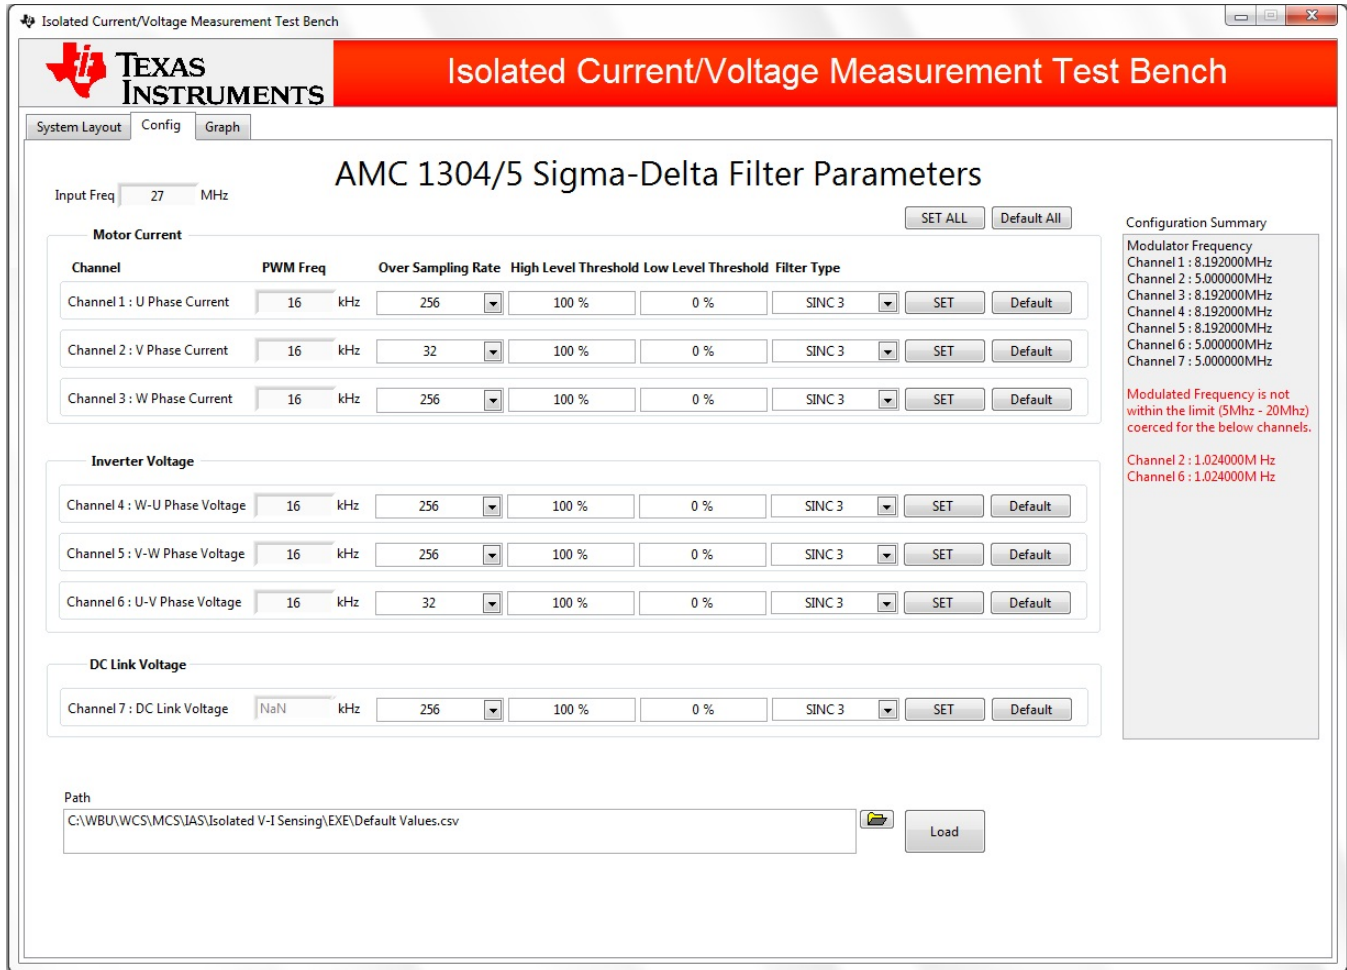 Isolated Current/Voltage Measurement Test Bench
TEXAS
INSTRUMENTS
Isolated Current/Voltage Measurement Test Bench
System Layout Config Graph
AMC 1304/5 Sigma-Delta Filter Parameters
Input Freq 27 MHz
SET ALL Default All
Motor Current
Channel PWM Freq Over Sampling Rate High Level Threshold Low Level Threshold Filter Type
Channel 1 : U Phase Current 16 kHz 256 100 % 0 % SINC 3 SET Default
Channel 2 : V Phase Current 16 kHz 32 100 % 0 % SINC 3 SET Default
Channel 3 : W Phase Current 16 kHz 256 100 % 0 % SINC 3 SET Default
Inverter Voltage
Channel 4 : W-U Phase Voltage 16 kHz 256 100 % 0 % SINC 3 SET Default
Channel 5 : V-W Phase Voltage 16 kHz 256 100 % 0 % SINC 3 SET Default
Channel 6 : U-V Phase Voltage 16 kHz 32 100 % 0 % SINC 3 SET Default
DC Link Voltage
Channel 7 : DC Link Voltage NaN kHz 256 100 % 0 % SINC 3 SET Default
Configuration Summary
Modulator Frequency
Channel 1 : 8.192000MHz
Channel 2 : 5.000000MHz
Channel 3 : 8.192000MHz
Channel 4 : 8.192000MHz
Channel 5 : 8.192000MHz
Channel 6 : 5.000000MHz
Channel 7 : 5.000000MHz
Modulated Frequency is not
within the limit (5Mhz - 20Mhz)
coerced for the below channels.
Channel 2 : 1.024000M Hz
Channel 6 : 1.024000M Hz
Path
C:\WBU\WCS\MCS\IAS\Isolated V-I Sensing\EXE\Default Values.csv
Load